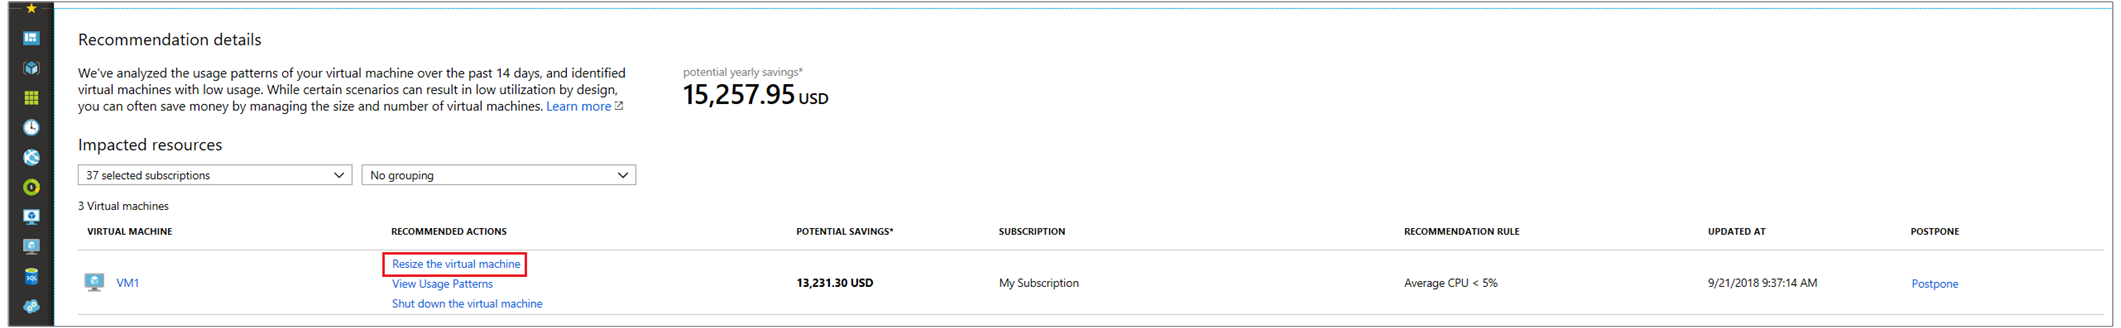 Recommendation details
We've analyzed the usage patterns of your virtual machine over the past 14 days, and identified
virtual machines with low usage. While certain scenarios can result in low utilization by design,
you can often save money by managing the size and number of virtual machines. Learn more
potential yearly savings*
15,257.95 USD
Impacted resources
37 selected subscriptions
No grouping
3 Virtual machines
VIRTUAL MACHINE RECOMMENDED ACTIONS POTENTIAL SAVINGS* SUBSCRIPTION RECOMMENDATION RULE UPDATED AT POSTPONE
Resize the virtual machine
VM1 View Usage Patterns 13,231.30 USD My Subscription Average CPU < 5% 9/21/2018 9:37:14 AM Postpone
Shut down the virtual machine